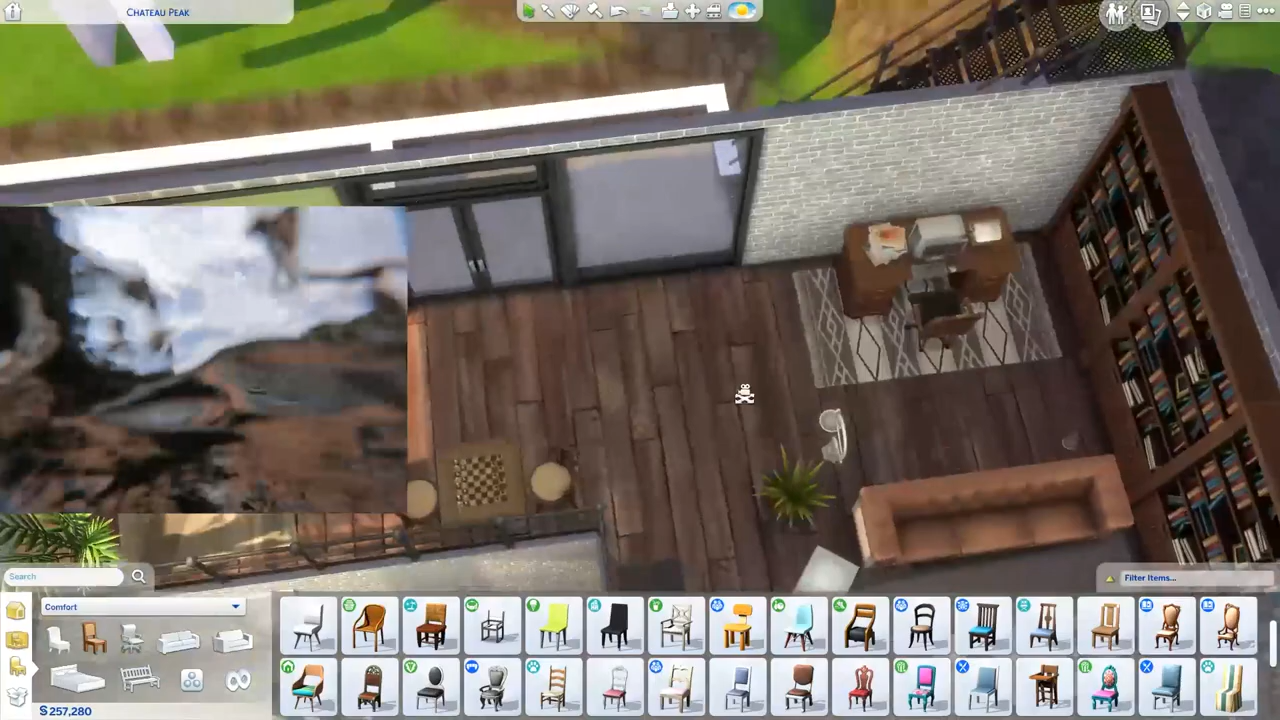 CHATEAU PEAK
Search
Filter Items...
Comfort
§257,280